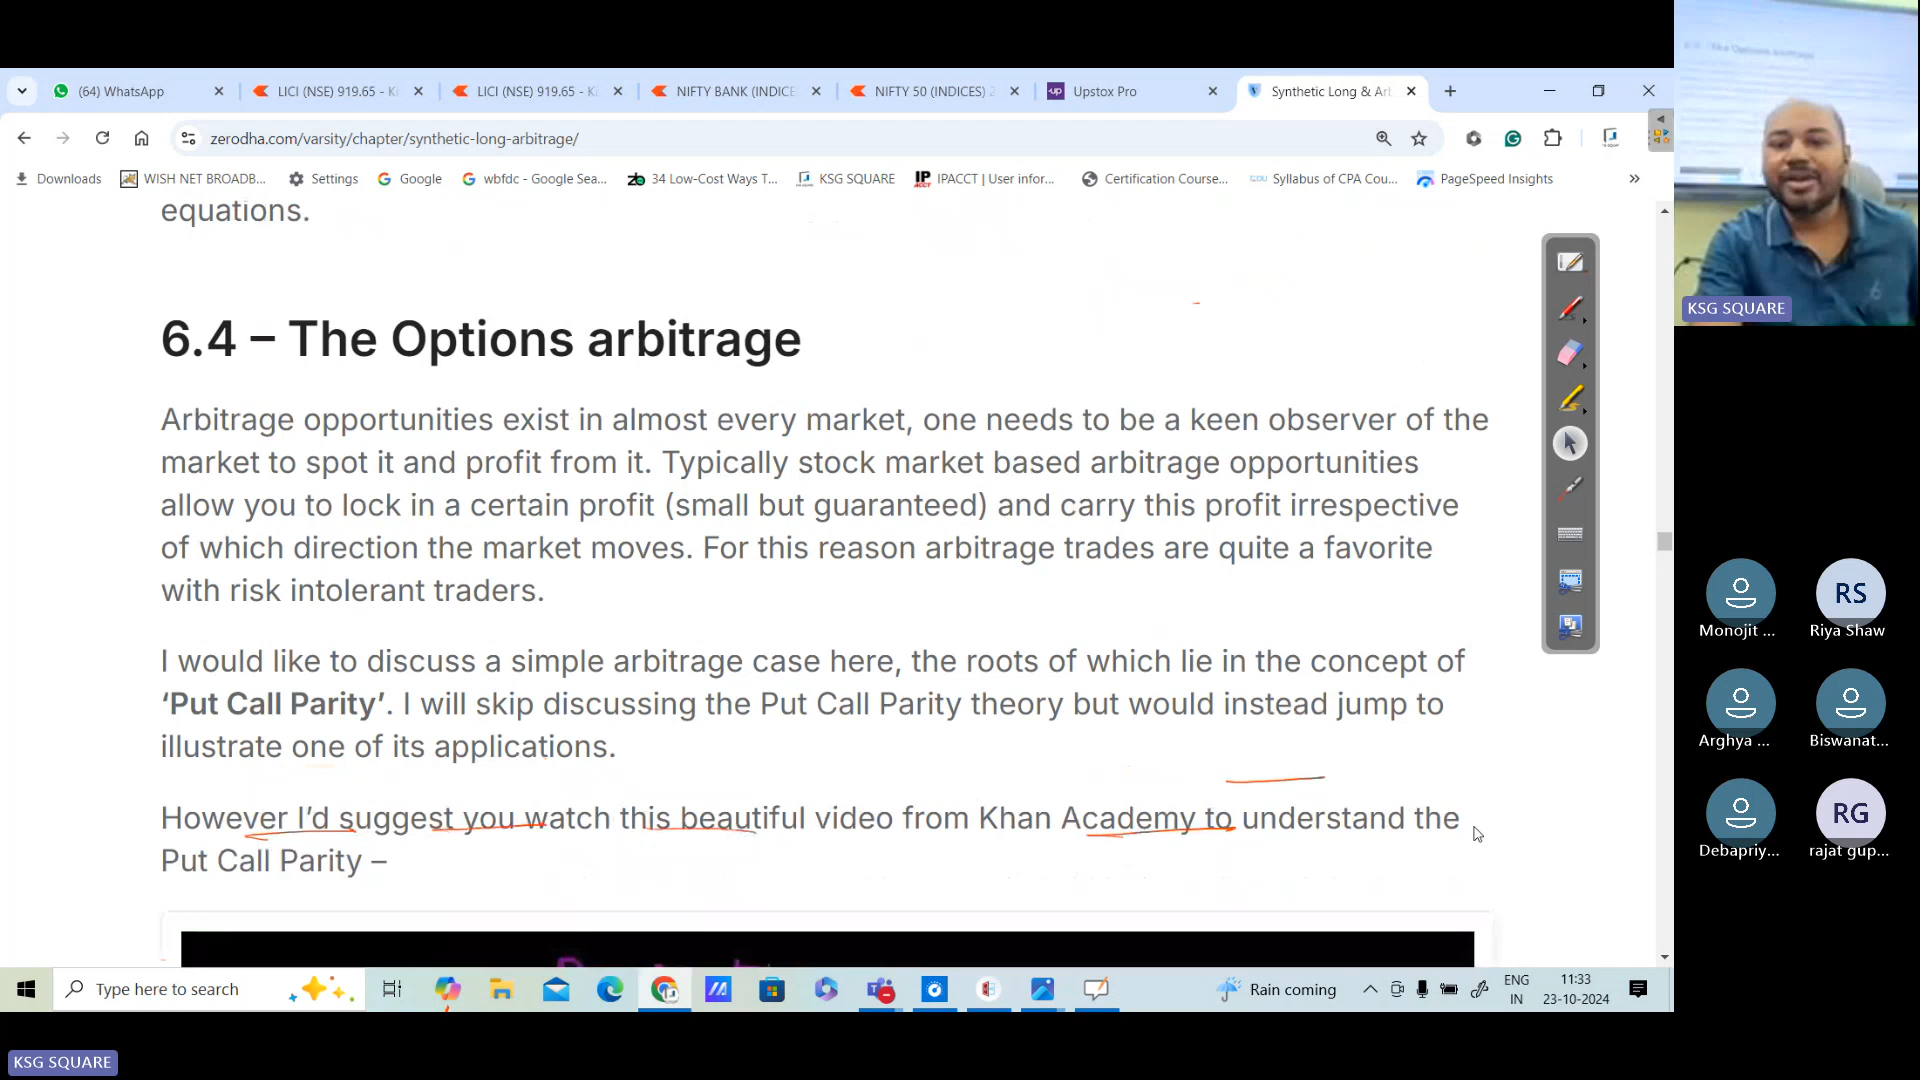 (64) WhatsApp
LICI (NSE) 919.65 - K
LICI (NSE) 919.65 - Ki
NIFTY BANK (INDICE
NIFTY 50 (INDICES) 2
Upstox Pro
Synthetic Long & Ar
zerodha.com/varsity/chapter/synthetic-long-arbitrage/
Downloads
WISH NET BROADB...
Settings
Google
wbfdc - Google Sea...
34 Low-Cost Ways T...
KSG SQUARE
IPACCT | User infor...
Certification Course...
Syllabus of CPA Cou...
PageSpeed Insights
equations.
6.4 – The Options arbitrage
Arbitrage opportunities exist in almost every market, one needs to be a keen observer of the
market to spot it and profit from it. Typically stock market based arbitrage opportunities
allow you to lock in a certain profit (small but guaranteed) and carry this profit irrespective
of which direction the market moves. For this reason arbitrage trades are quite a favorite
with risk intolerant traders.
I would like to discuss a simple arbitrage case here, the roots of which lie in the concept of
‘Put Call Parity’. I will skip discussing the Put Call Parity theory but would instead jump to
illustrate one of its applications.
However I’d suggest you watch this beautiful video from Khan Academy to understand the
Put Call Parity –
Type here to search
Rain coming
ENG
IN
11:33
23-10-2024
KSG SQUARE
KSG SQUARE
Monojit ...
RS
Riya Shaw
Arghya ...
Biswanat...
Debapriy...
RG
rajat gup...